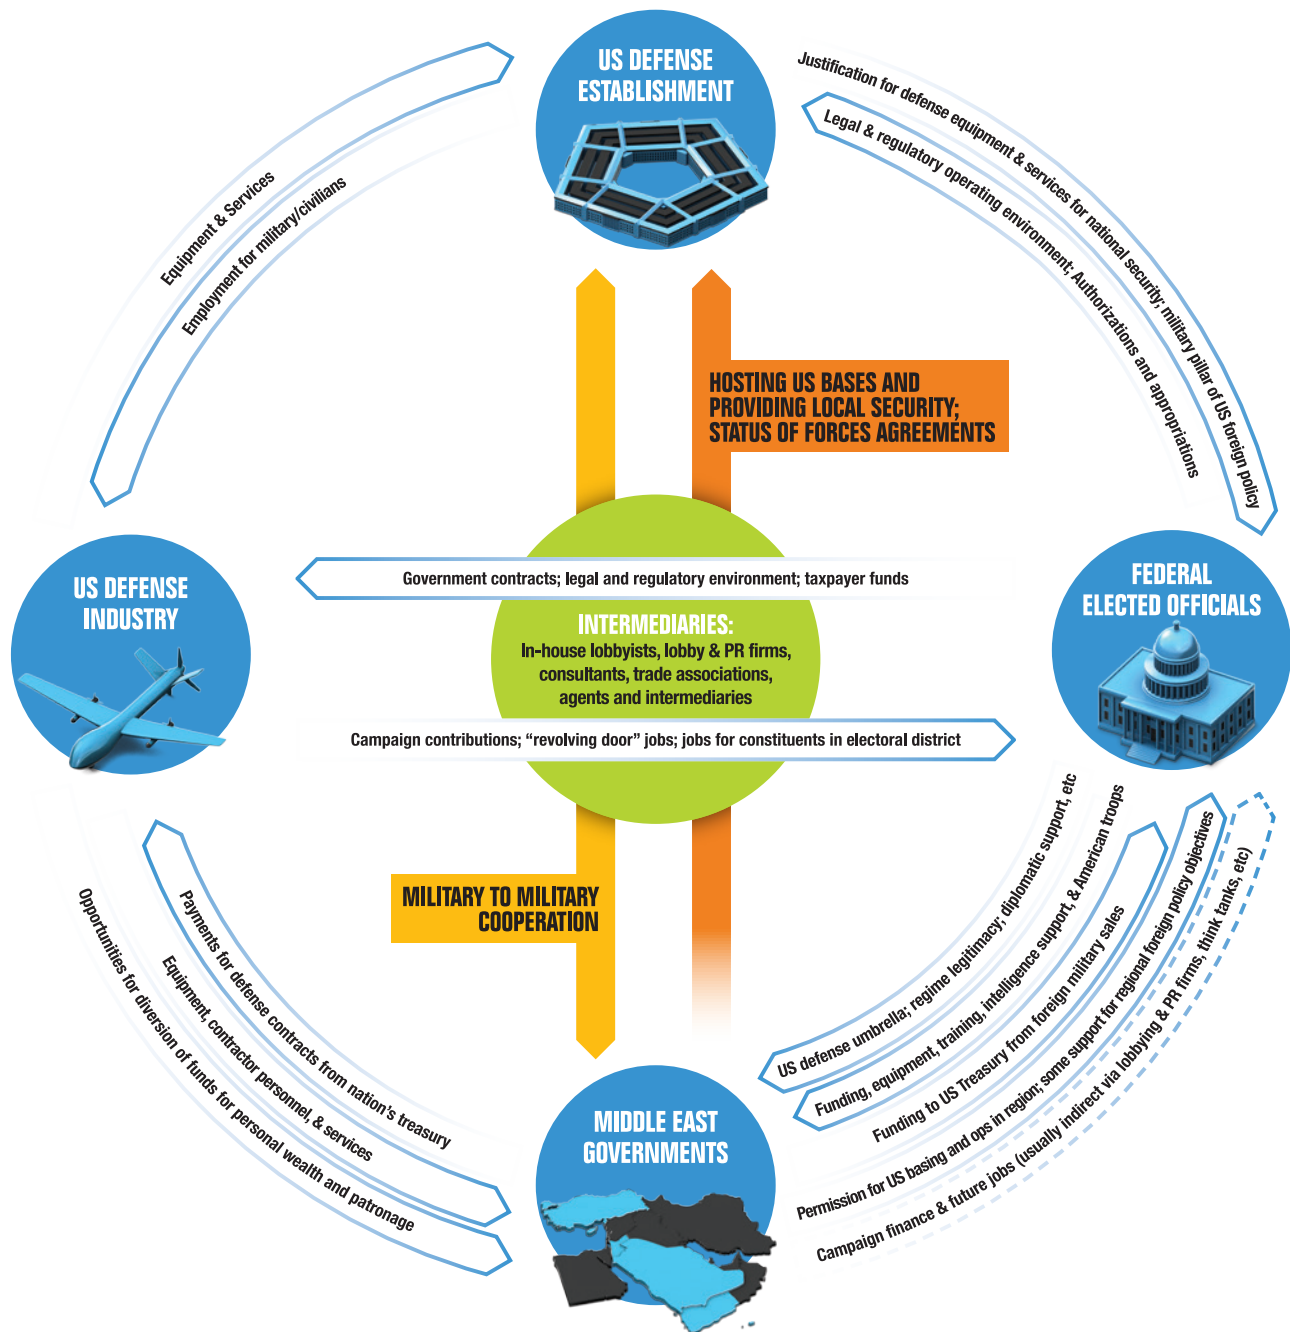 US DEFENSE
ESTABLISHMENT
Justification for defense equipment & services for national security; military pillar of US foreign policy
Legal & regulatory operating environment; Authorizations and appropriations
Equipment & Services
Employment for military/civilians
HOSTING US BASES AND
PROVIDING LOCAL SECURITY;
STATUS OF FORCES AGREEMENTS
US DEFENSE
INDUSTRY
Government contracts; legal and regulatory environment; taxpayer funds
FEDERAL
ELECTED OFFICIALS
INTERMEDIARIES:
In-house lobbyists, lobby & PR firms,
consultants, trade associations,
agents and intermediaries
Campaign contributions; “revolving door” jobs; jobs for constituents in electoral district
MILITARY TO MILITARY
COOPERATION
Payments for defense contracts from nation’s treasury
Equipment, contractor personnel, & services
Opportunities for diversion of funds for personal wealth and patronage
US defense umbrella; regime legitimacy; diplomatic support, etc
Funding, equipment, training, intelligence support, & American troops
Funding to US Treasury from foreign military sales
Permission for US basing and ops in region; some support for regional foreign policy objectives
Campaign finance & future jobs (usually indirect via lobbying & PR firms, think tanks, etc)
MIDDLE EAST
GOVERNMENTS